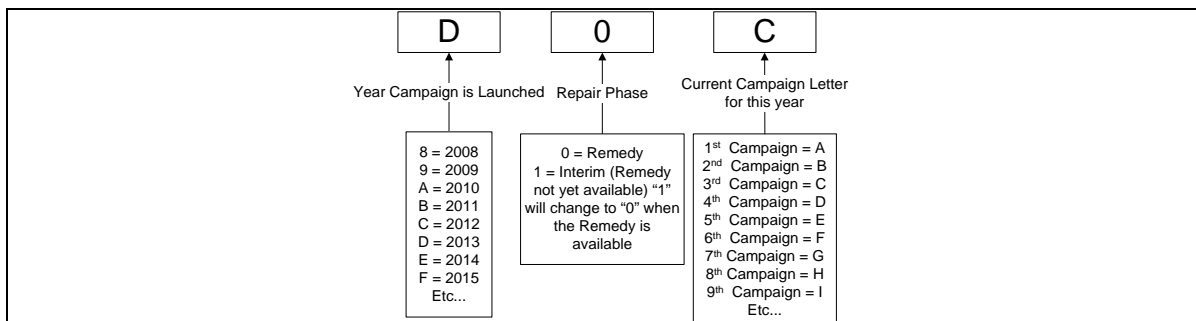 D 0 C
Year Campaign is Launched
Repair Phase
Current Campaign Letter
for this year
8 = 2008
9 = 2009
A = 2010
B = 2011
C = 2012
D = 2013
E = 2014
F = 2015
Etc...
0 = Remedy
1 = Interim (Remedy
not yet available) “1”
will change to “0” when
the Remedy is
available
1st Campaign = A
2nd Campaign = B
3rd Campaign = C
4th Campaign = D
5th Campaign = E
6th Campaign = F
7th Campaign = G
8th Campaign = H
9th Campaign = I
Etc...